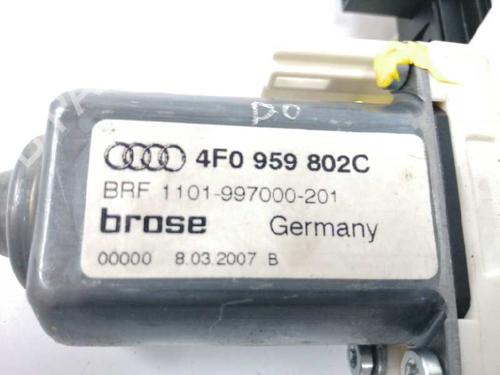 DO
4F0 959 802C
BRF 1101-997000-201
brose Germany
00000 8.03.2007 B